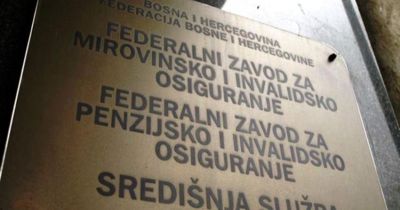 BOSNA I HERCEGOVINA
FEDERACIJA BOSNE I HERCEGOVINE
FEDERALNI ZAVOD ZA
MIROVINSKO I INVALIDSKO
OSIGURANJE
FEDERALNI ZAVOD ZA
PENZIJSKO I INVALIDSKO
OSIGURANJE
SREDIŠNJA SLUŽBA